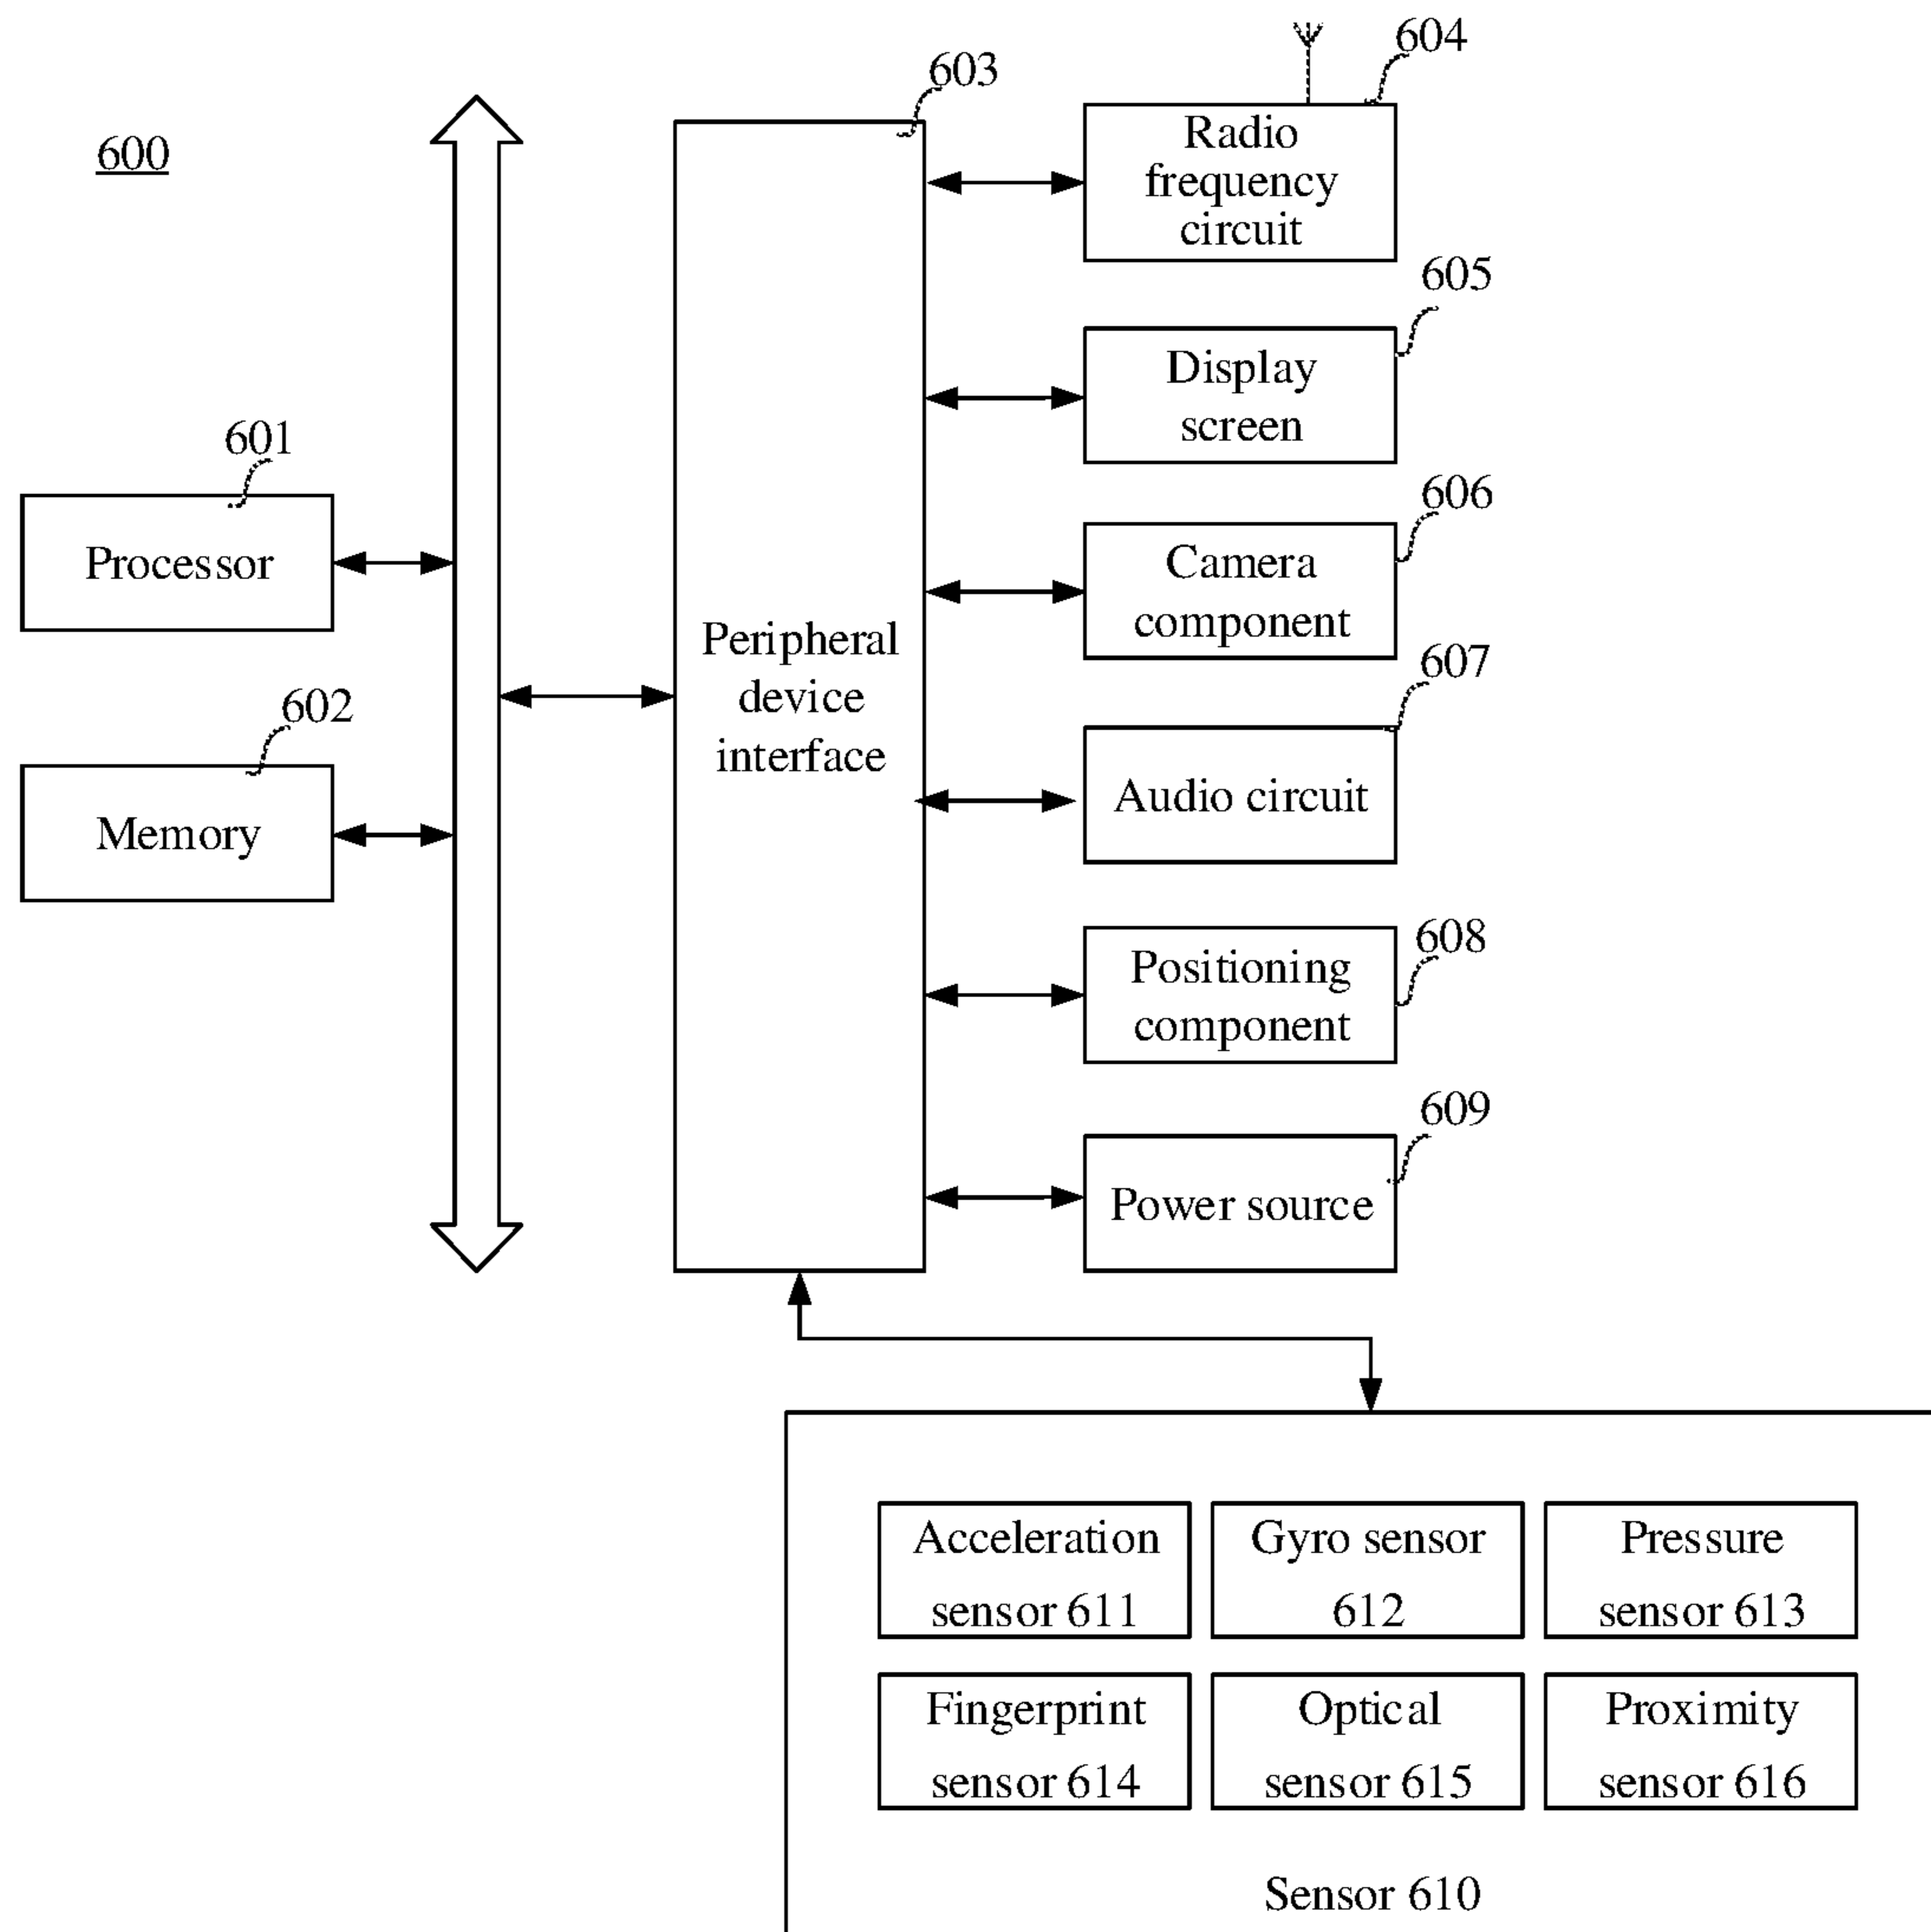 600
601
Processor
602
Memory
603
Peripheral
device
interface
604
Radio
frequency
circuit
605
Display
screen
606
Camera
component
607
Audio circuit
608
Positioning
component
609
Power source
Acceleration
sensor 611
Gyro sensor
612
Pressure
sensor 613
Fingerprint
sensor 614
Optical
sensor 615
Proximity
sensor 616
Sensor 610